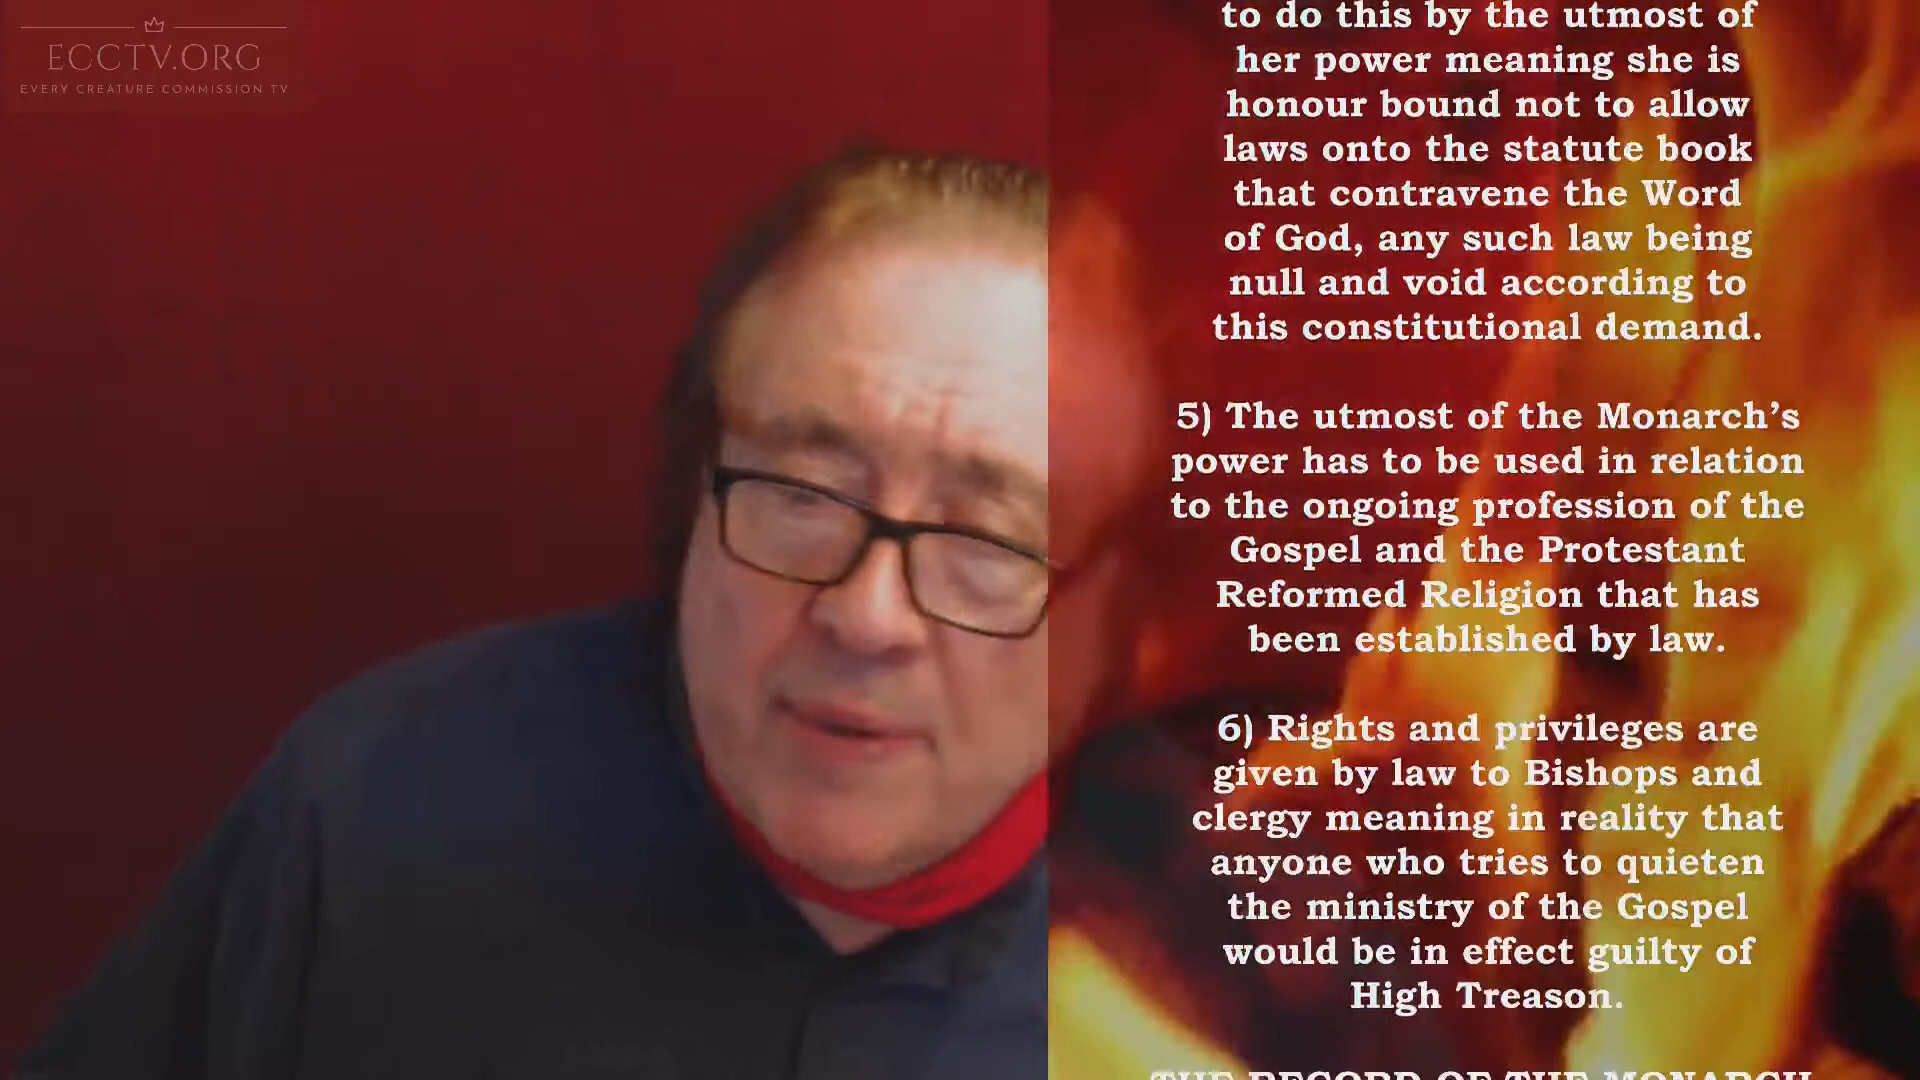 ECCTV.ORG
EVERY CREATURE COMMISSION TV
to do this by the utmost of
her power meaning she is
honour bound not to allow
laws onto the statute book
that contravene the Word
of God, any such law being
null and void according to
this constitutional demand.
5) The utmost of the Monarch’s
power has to be used in relation
to the ongoing profession of the
Gospel and the Protestant
Reformed Religion that has
been established by law.
6) Rights and privileges are
given by law to Bishops and
clergy meaning in reality that
anyone who tries to quieten
the ministry of the Gospel
would be in effect guilty of
High Treason.
THE RECORD OF THE MONARCH